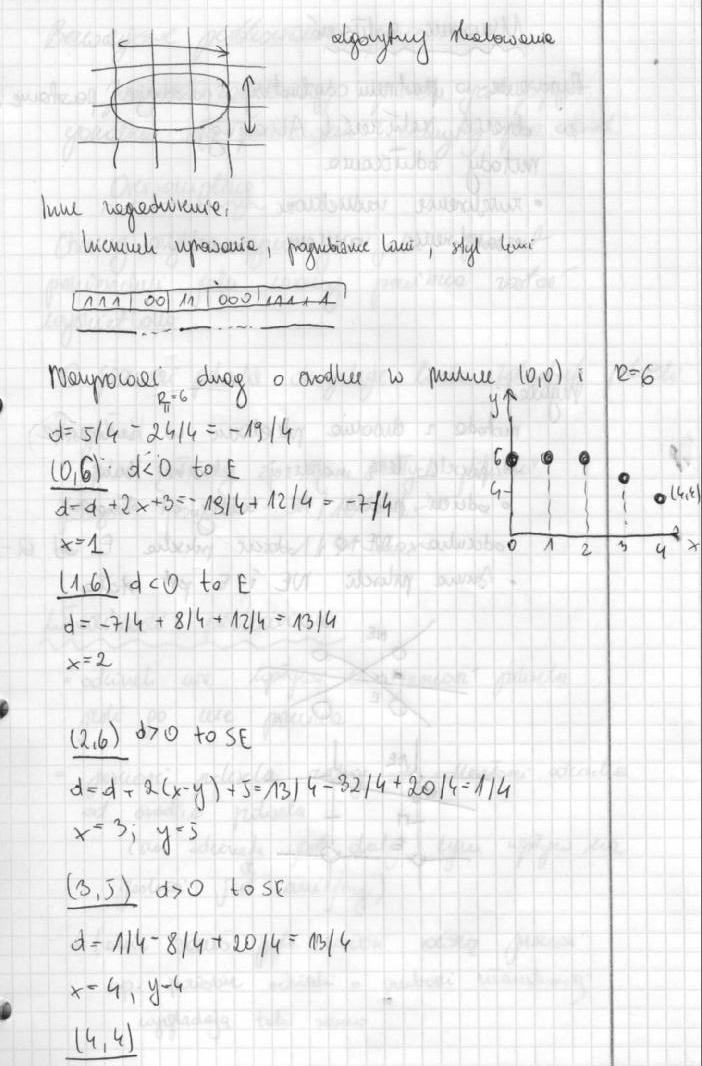 algorytmy skalowania
Inne zagadnienia:
kierunek rysowania, pogrubianie linii, styl linii
111 00 11 000 111 + 1
o środku w punkcie (0,0) i R=6
R=6
d = 5/4 - 24/4 = -19/4
(0,6) d<0 to E
d = d + 2x + 3 = -19/4 + 12/4 = -7/4
x = 1
(1,6) d<0 to E
d = -7/4 + 8/4 + 12/4 = 13/4
x = 2
(2,6) d>0 to SE
d = d + 2(x-y) + 5 = 13/4 - 32/4 + 20/4 = 1/4
x = 3; y = 5
(3,5) d>0 to SE
d = 1/4 - 8/4 + 20/4 = 13/4
x = 4, y=4
(4,4)
y
6
4
(4,4)
0 1 2 3 4 x